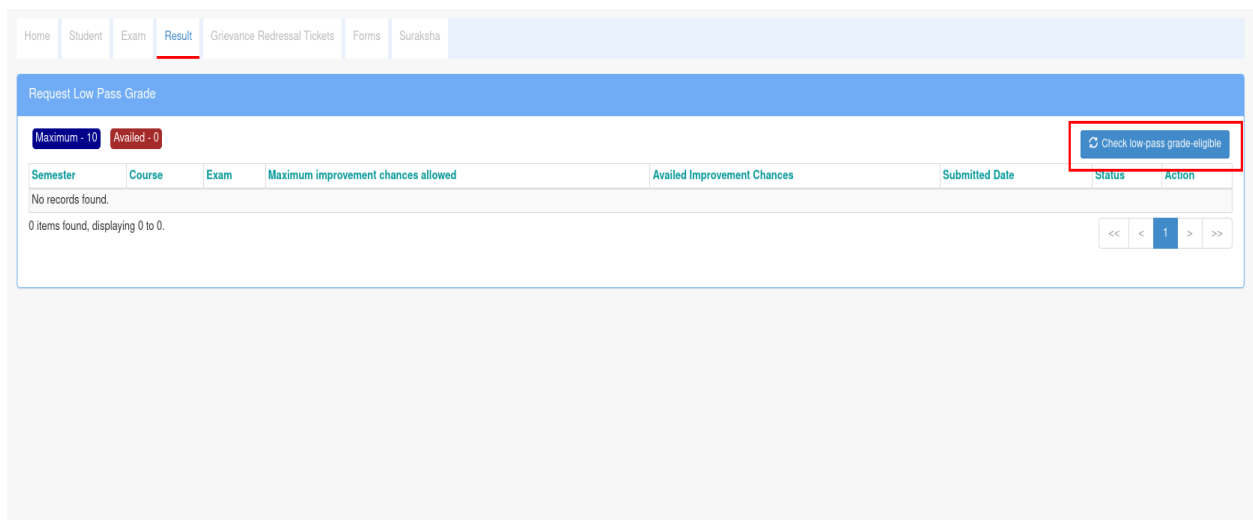 Home Student Exam Result Grievance Redressal Tickets Forms Suraksha
Request Low Pass Grade
Maximum - 10 Availed - 0
Check low-pass grade-eligible
Semester Course Exam Maximum improvement chances allowed Availed Improvement Chances Submitted Date Status Action
No records found.
0 items found, displaying 0 to 0.
<< < 1 > >>